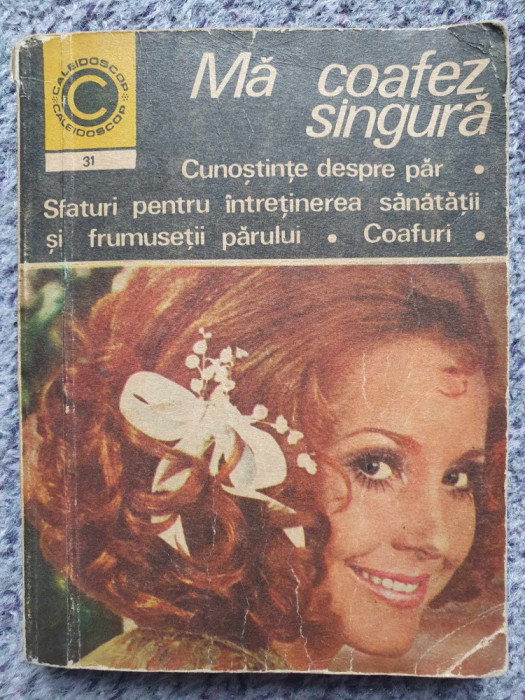 CALEIDOSCOP
C
CALEIDOSCOP
31
Mă coafez
singură
Cunoștințe despre păr •
Sfaturi pentru întreținerea sănătății
și frumuseții părului • Coafuri •